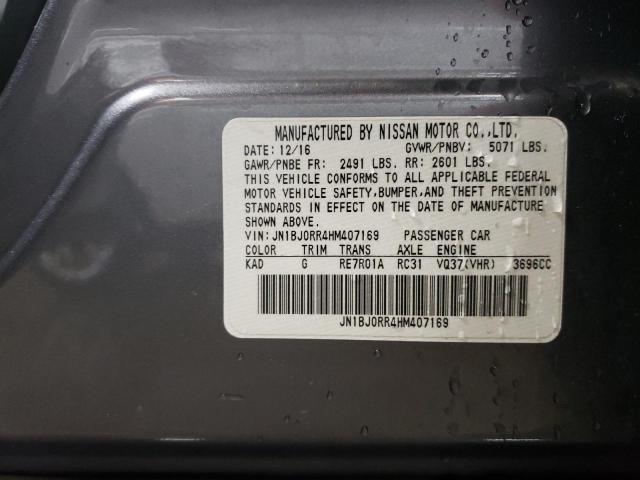 MANUFACTURED BY NISSAN MOTOR CO.,LTD.
DATE: 12/16 GVWR/PNBV: 5071 LBS.
GAWR/PNBE FR: 2491 LBS. RR: 2601 LBS.
THIS VEHICLE CONFORMS TO ALL APPLICABLE FEDERAL
MOTOR VEHICLE SAFETY,BUMPER,AND THEFT PREVENTION
STANDARDS IN EFFECT ON THE DATE OF MANUFACTURE
SHOWN ABOVE.
VIN:JN1BJ0RR4HM407169 PASSENGER CAR
COLOR TRIM TRANS AXLE ENGINE
KAD G RE7R01A RC31 VQ37(VHR) 3696CC
JN1BJ0RR4HM407169